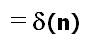 = δ(n)